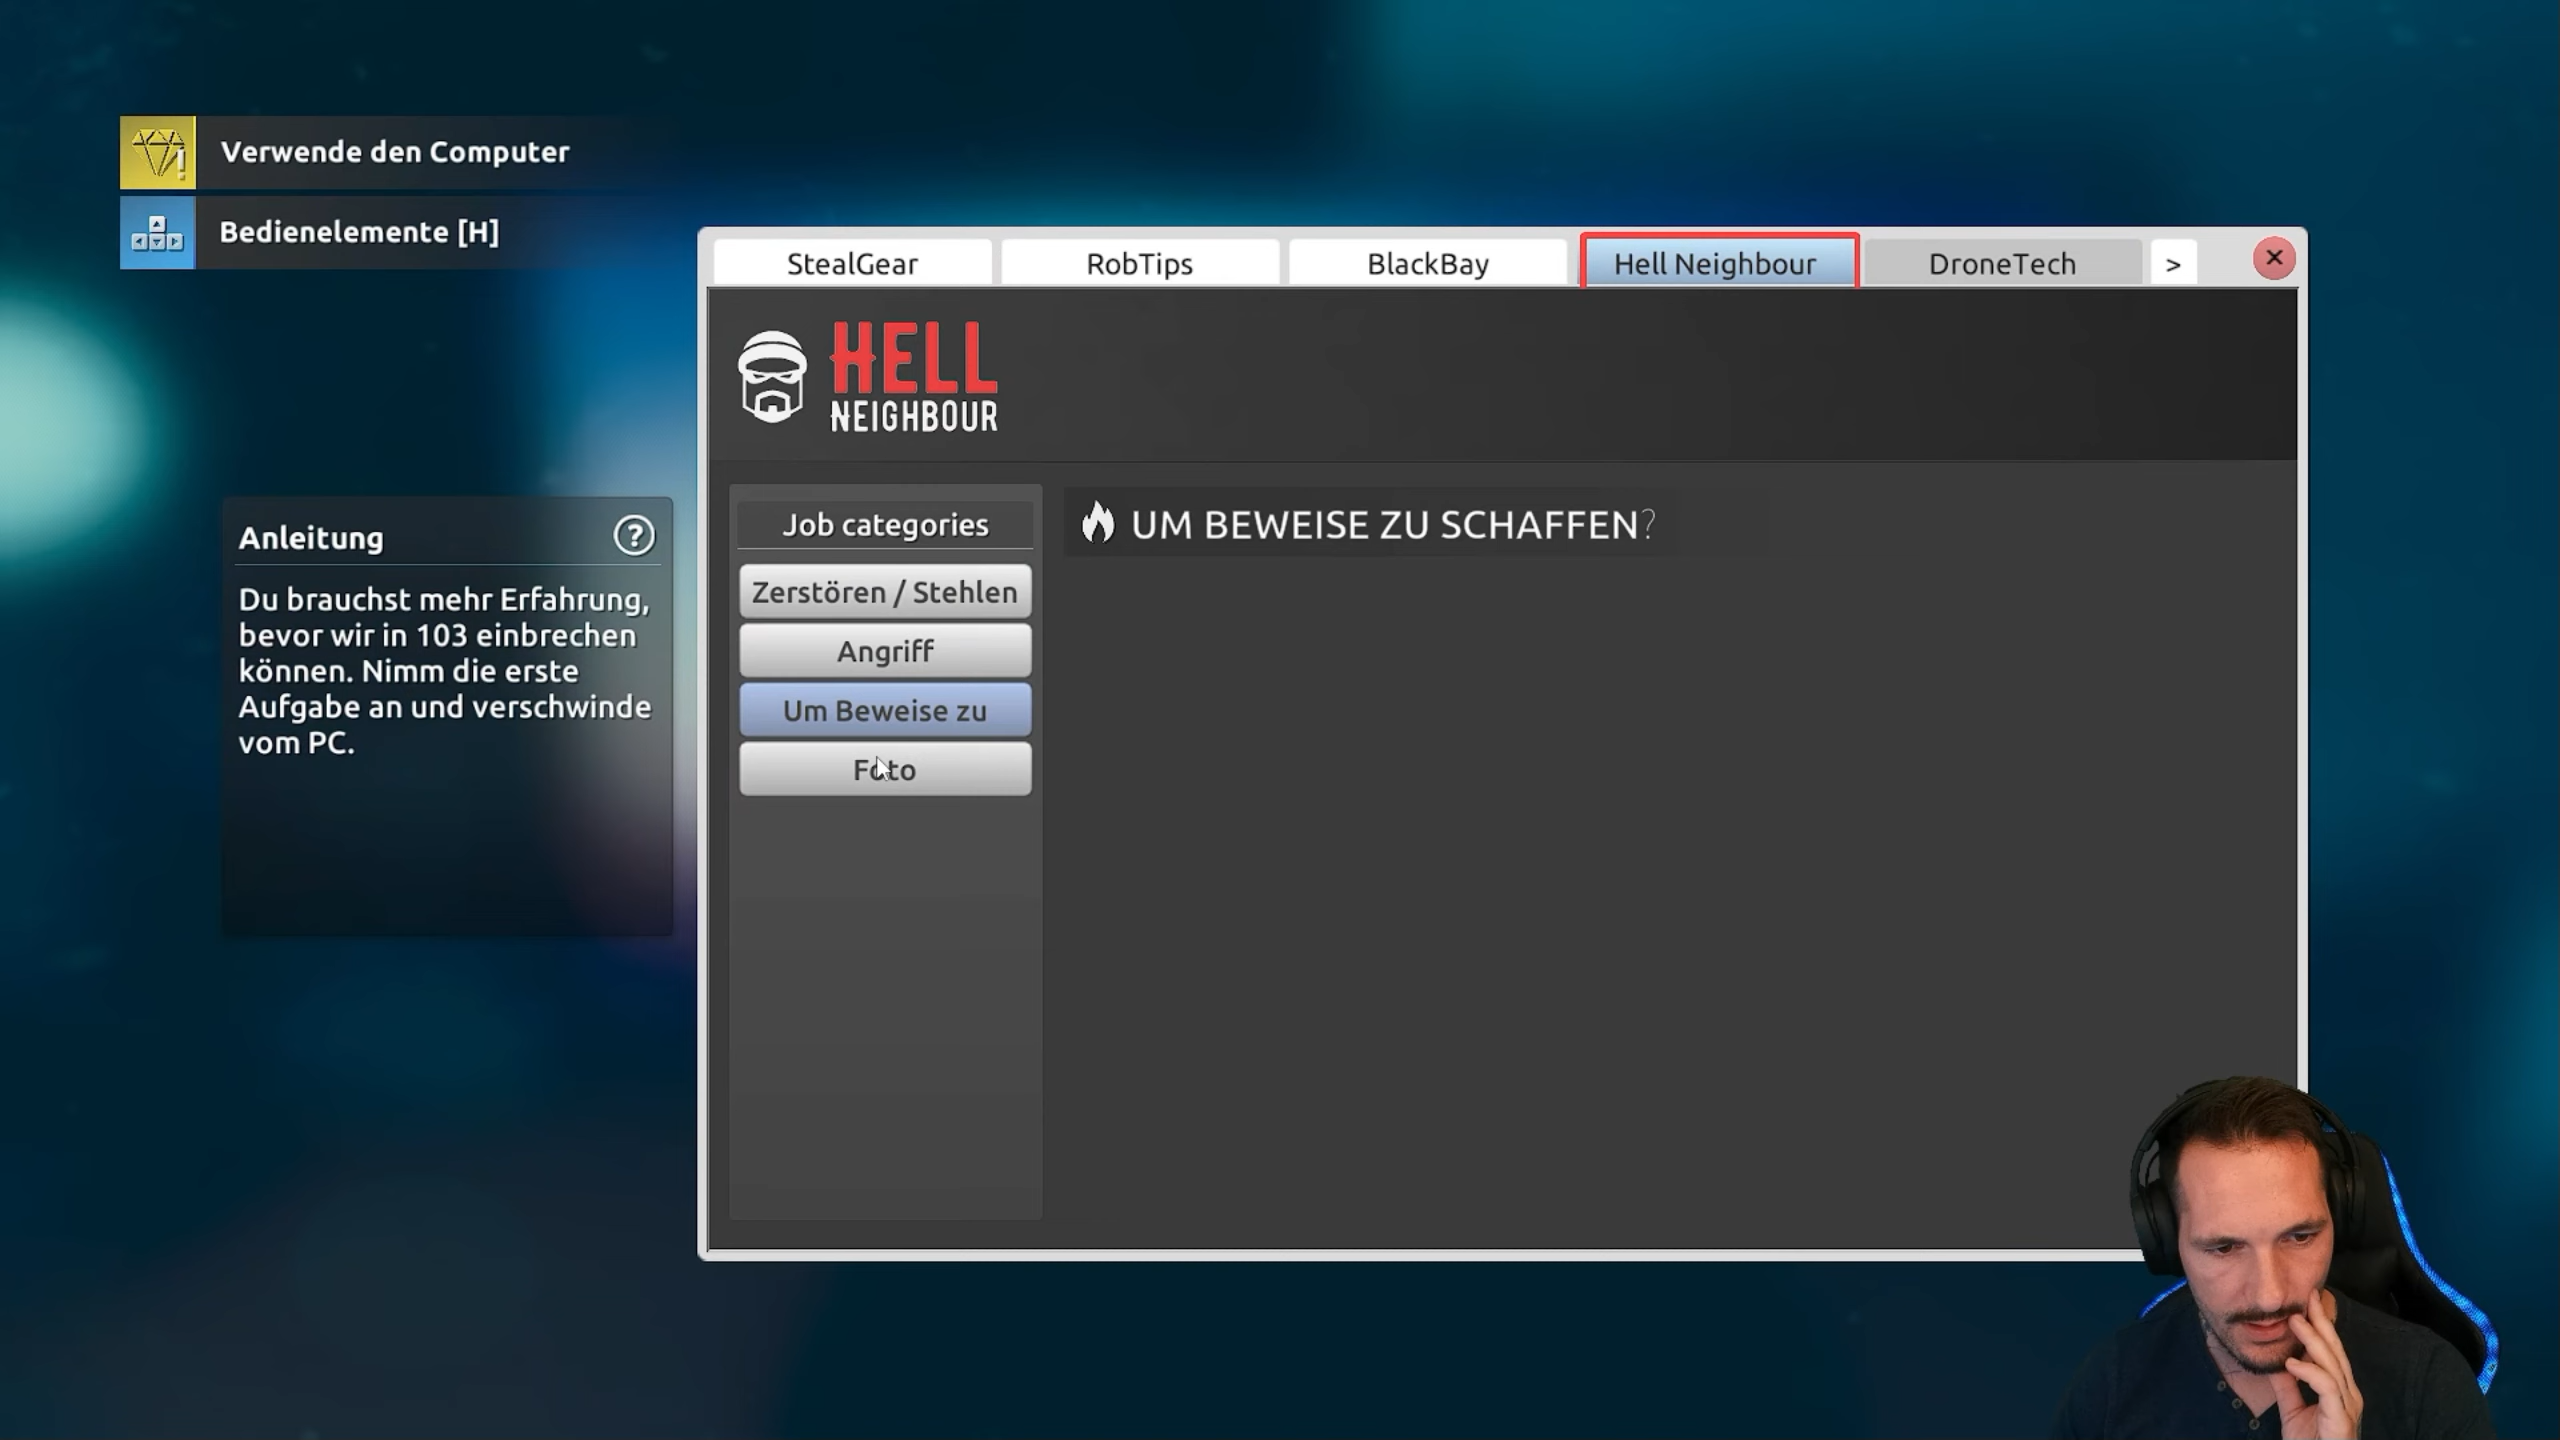 Verwende den Computer
Bedienelemente [H]
StealGear
RobTips
BlackBay
Hell Neighbour
DroneTech
>
HELL
NEIGHBOUR
Anleitung
?
Du brauchst mehr Erfahrung,
bevor wir in 103 einbrechen
können. Nimm die erste
Aufgabe an und verschwinde
vom PC.
Job categories
Zerstören / Stehlen
Angriff
Um Beweise zu
Foto
UM BEWEISE ZU SCHAFFEN?